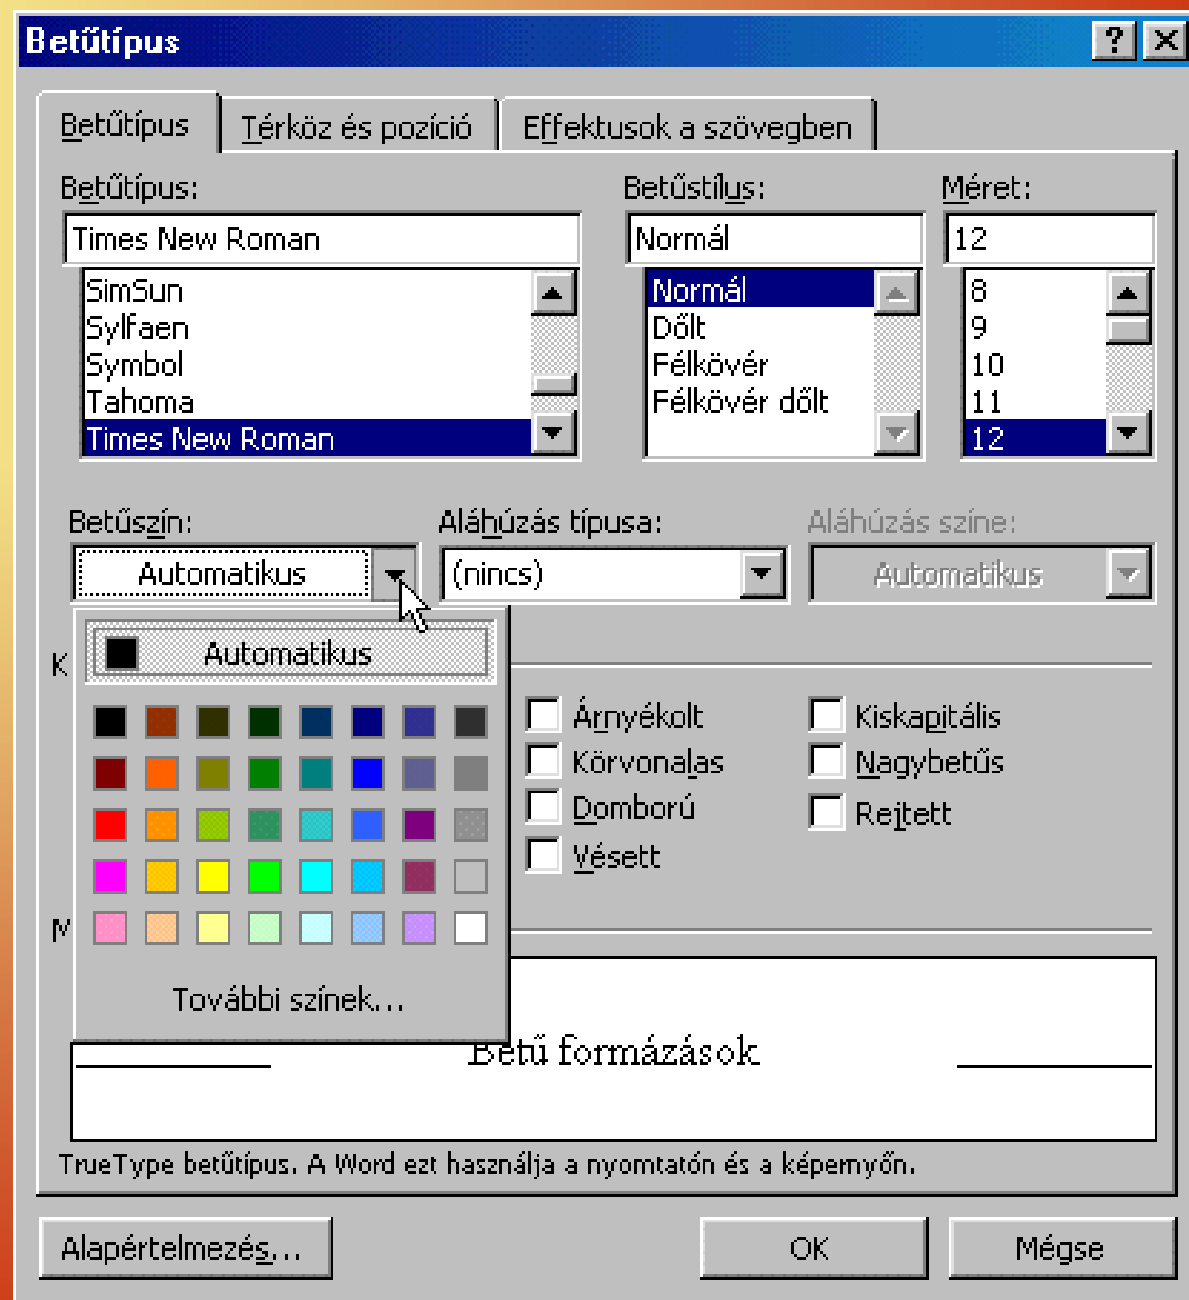 Betűtípus
Betűtípus Térköz és pozíció Effektusok a szövegben
Betűtípus: Betűstílus: Méret:
Times New Roman Normál 12
SimSun Normál 8
Sylfaen Dőlt 9
Symbol Félkövér 10
Tahoma Félkövér dőlt 11
Times New Roman 12
Betűszín: Aláhúzás típusa: Aláhúzás színe:
Automatikus (nincs) Automatikus
K Automatikus
Árnyékolt Kiskapitális
Körvonalas Nagybetűs
Domború Rejtett
Vésett
M
További színek...
Betű formázások
TrueType betűtípus. A Word ezt használja a nyomtatón és a képernyőn.
Alapértelmezés... OK Mégse